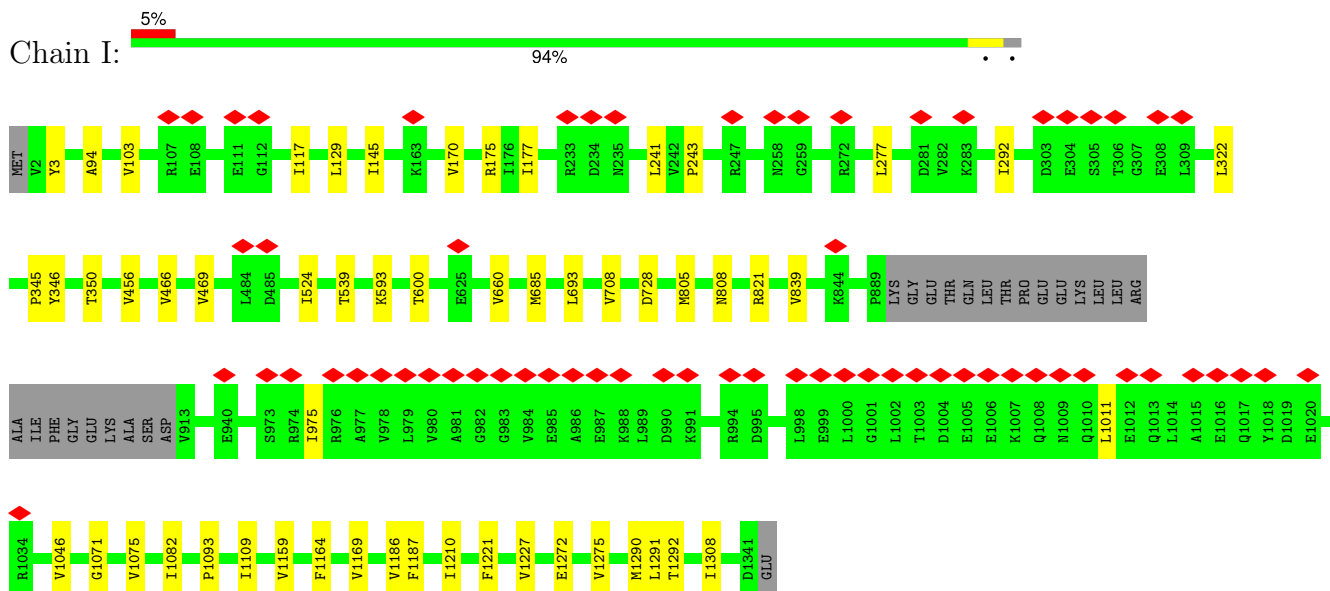 5%
Chain I:
94%
MET V2 Y3 A94 V103 R107 E108 E111 G112 I117 L129 I145 K163 V170 R175 I176 I177 R233 D234 N235 L241 V242 P243 R247 N258 G259 R272 L277 D281 V282 K283 I292 D303 E304 S305 T306 G307 E308 L309 L322
P345 Y346 T350 V456 V466 V469 L484 D485 I524 T539 K593 T600 E625 V660 M685 L693 V708 D728 M805 N808 R821 V839 K844 P889 LYS GLY GLU THR GLN LEU THR PRO GLU GLU LYS LEU LEU ARG
ALA ILE PHE GLY GLU LYS ALA SER ASP V913 E940 S973 R974 I975 R976 A977 V978 L979 V980 A981 G982 G983 V984 E985 A986 E987 K988 L989 D990 K991 R994 D995 L998 E999 L1000 G1001 L1002 T1003 D1004 E1005 E1006 K1007 Q1008 N1009 Q1010 L1011 E1012 Q1013 L1014 A1015 E1016 Q1017 Y1018 D1019 E1020
R1034 V1046 G1071 V1075 I1082 P1093 I1109 V1159 F1164 V1169 V1186 F1187 I1210 F1221 V1227 E1272 V1275 M1290 L1291 T1292 I1308 D1341 GLU